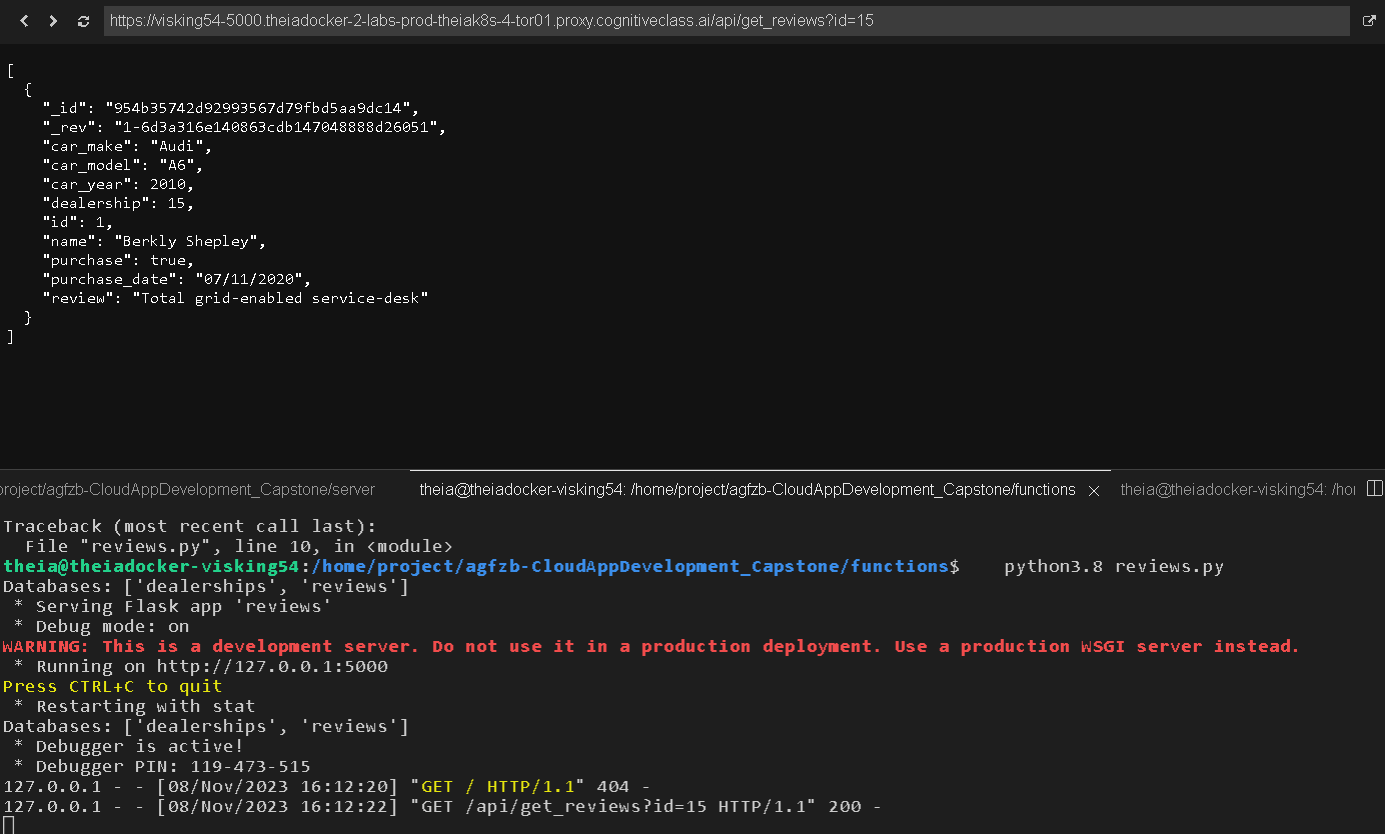 https://visking54-5000.theiadocker-2-labs-prod-theiak8s-4-tor01.proxy.cognitiveclass.ai/api/get_reviews?id=15
[
  {
    "_id": "954b35742d92993567d79fbd5aa9dc14",
    "_rev": "1-6d3a316e140863cdb147048888d26051",
    "car_make": "Audi",
    "car_model": "A6",
    "car_year": 2010,
    "dealership": 15,
    "id": 1,
    "name": "Berkly Shepley",
    "purchase": true,
    "purchase_date": "07/11/2020",
    "review": "Total grid-enabled service-desk"
  }
]
roject/agfzb-CloudAppDevelopment_Capstone/server theia@theiadocker-visking54: /home/project/agfzb-CloudAppDevelopment_Capstone/functions theia@theiadocker-visking54: /hor
Traceback (most recent call last):
  File "reviews.py", line 10, in <module>
theia@theiadocker-visking54:/home/project/agfzb-CloudAppDevelopment_Capstone/functions$    python3.8 reviews.py
Databases: ['dealerships', 'reviews']
 * Serving Flask app 'reviews'
 * Debug mode: on
WARNING: This is a development server. Do not use it in a production deployment. Use a production WSGI server instead.
 * Running on http://127.0.0.1:5000
Press CTRL+C to quit
 * Restarting with stat
Databases: ['dealerships', 'reviews']
 * Debugger is active!
 * Debugger PIN: 119-473-515
127.0.0.1 - - [08/Nov/2023 16:12:20] "GET / HTTP/1.1" 404 -
127.0.0.1 - - [08/Nov/2023 16:12:22] "GET /api/get_reviews?id=15 HTTP/1.1" 200 -